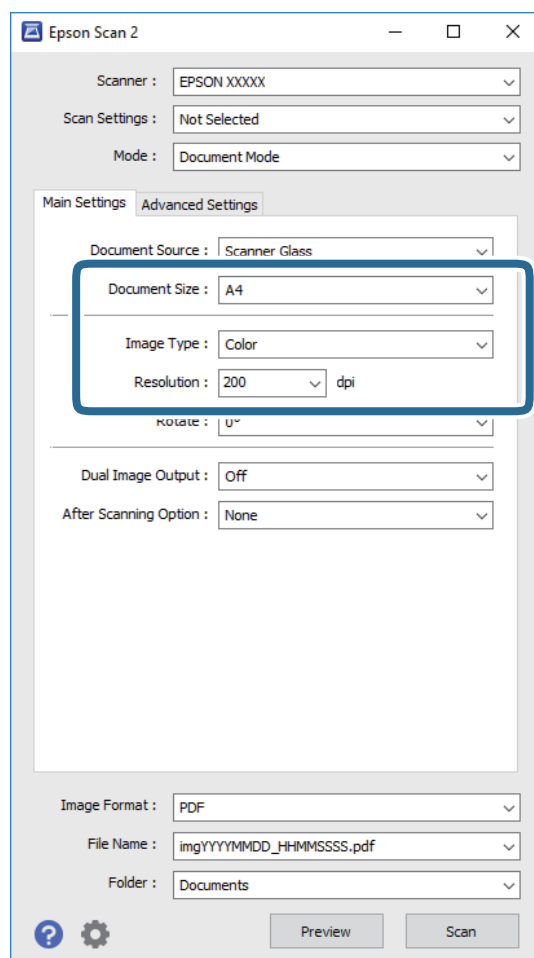 Epson Scan 2
Scanner : EPSON XXXXX
Scan Settings : Not Selected
Mode : Document Mode
Main Settings Advanced Settings
Document Source : Scanner Glass
Document Size : A4
Image Type : Color
Resolution : 200 dpi
Rotate : 0°
Dual Image Output : Off
After Scanning Option : None
Image Format : PDF
File Name : imgYYYYMMDD_HHMMSSSS.pdf
Folder : Documents
? Preview Scan